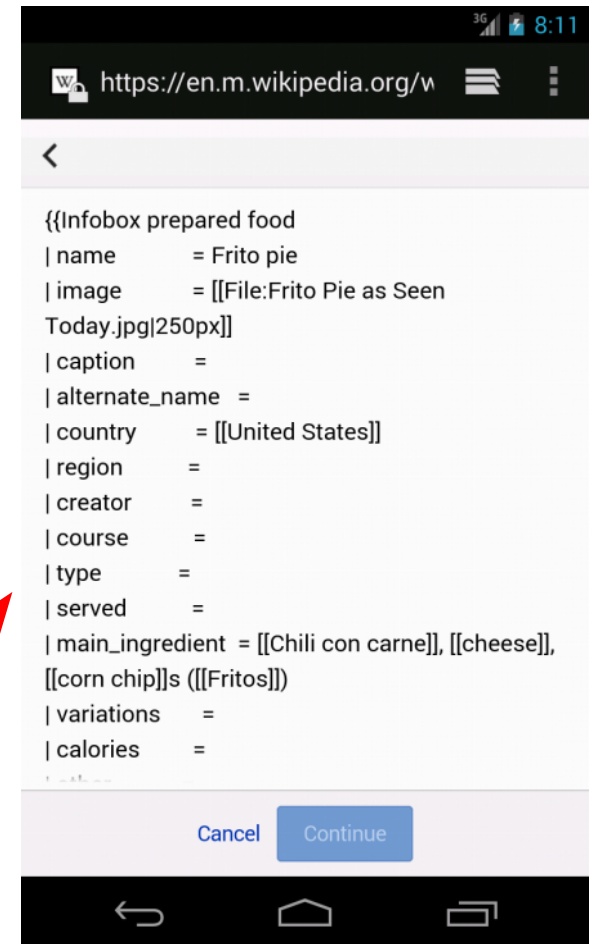 3G 8:11
W https://en.m.wikipedia.org/w
{{Infobox prepared food
| name = Frito pie
| image = [[File:Frito Pie as Seen
Today.jpg|250px]]
| caption =
| alternate_name =
| country = [[United States]]
| region =
| creator =
| course =
| type =
| served =
| main_ingredient = [[Chili con carne]], [[cheese]],
[[corn chip]]s ([[Fritos]])
| variations =
| calories =
Cancel Continue